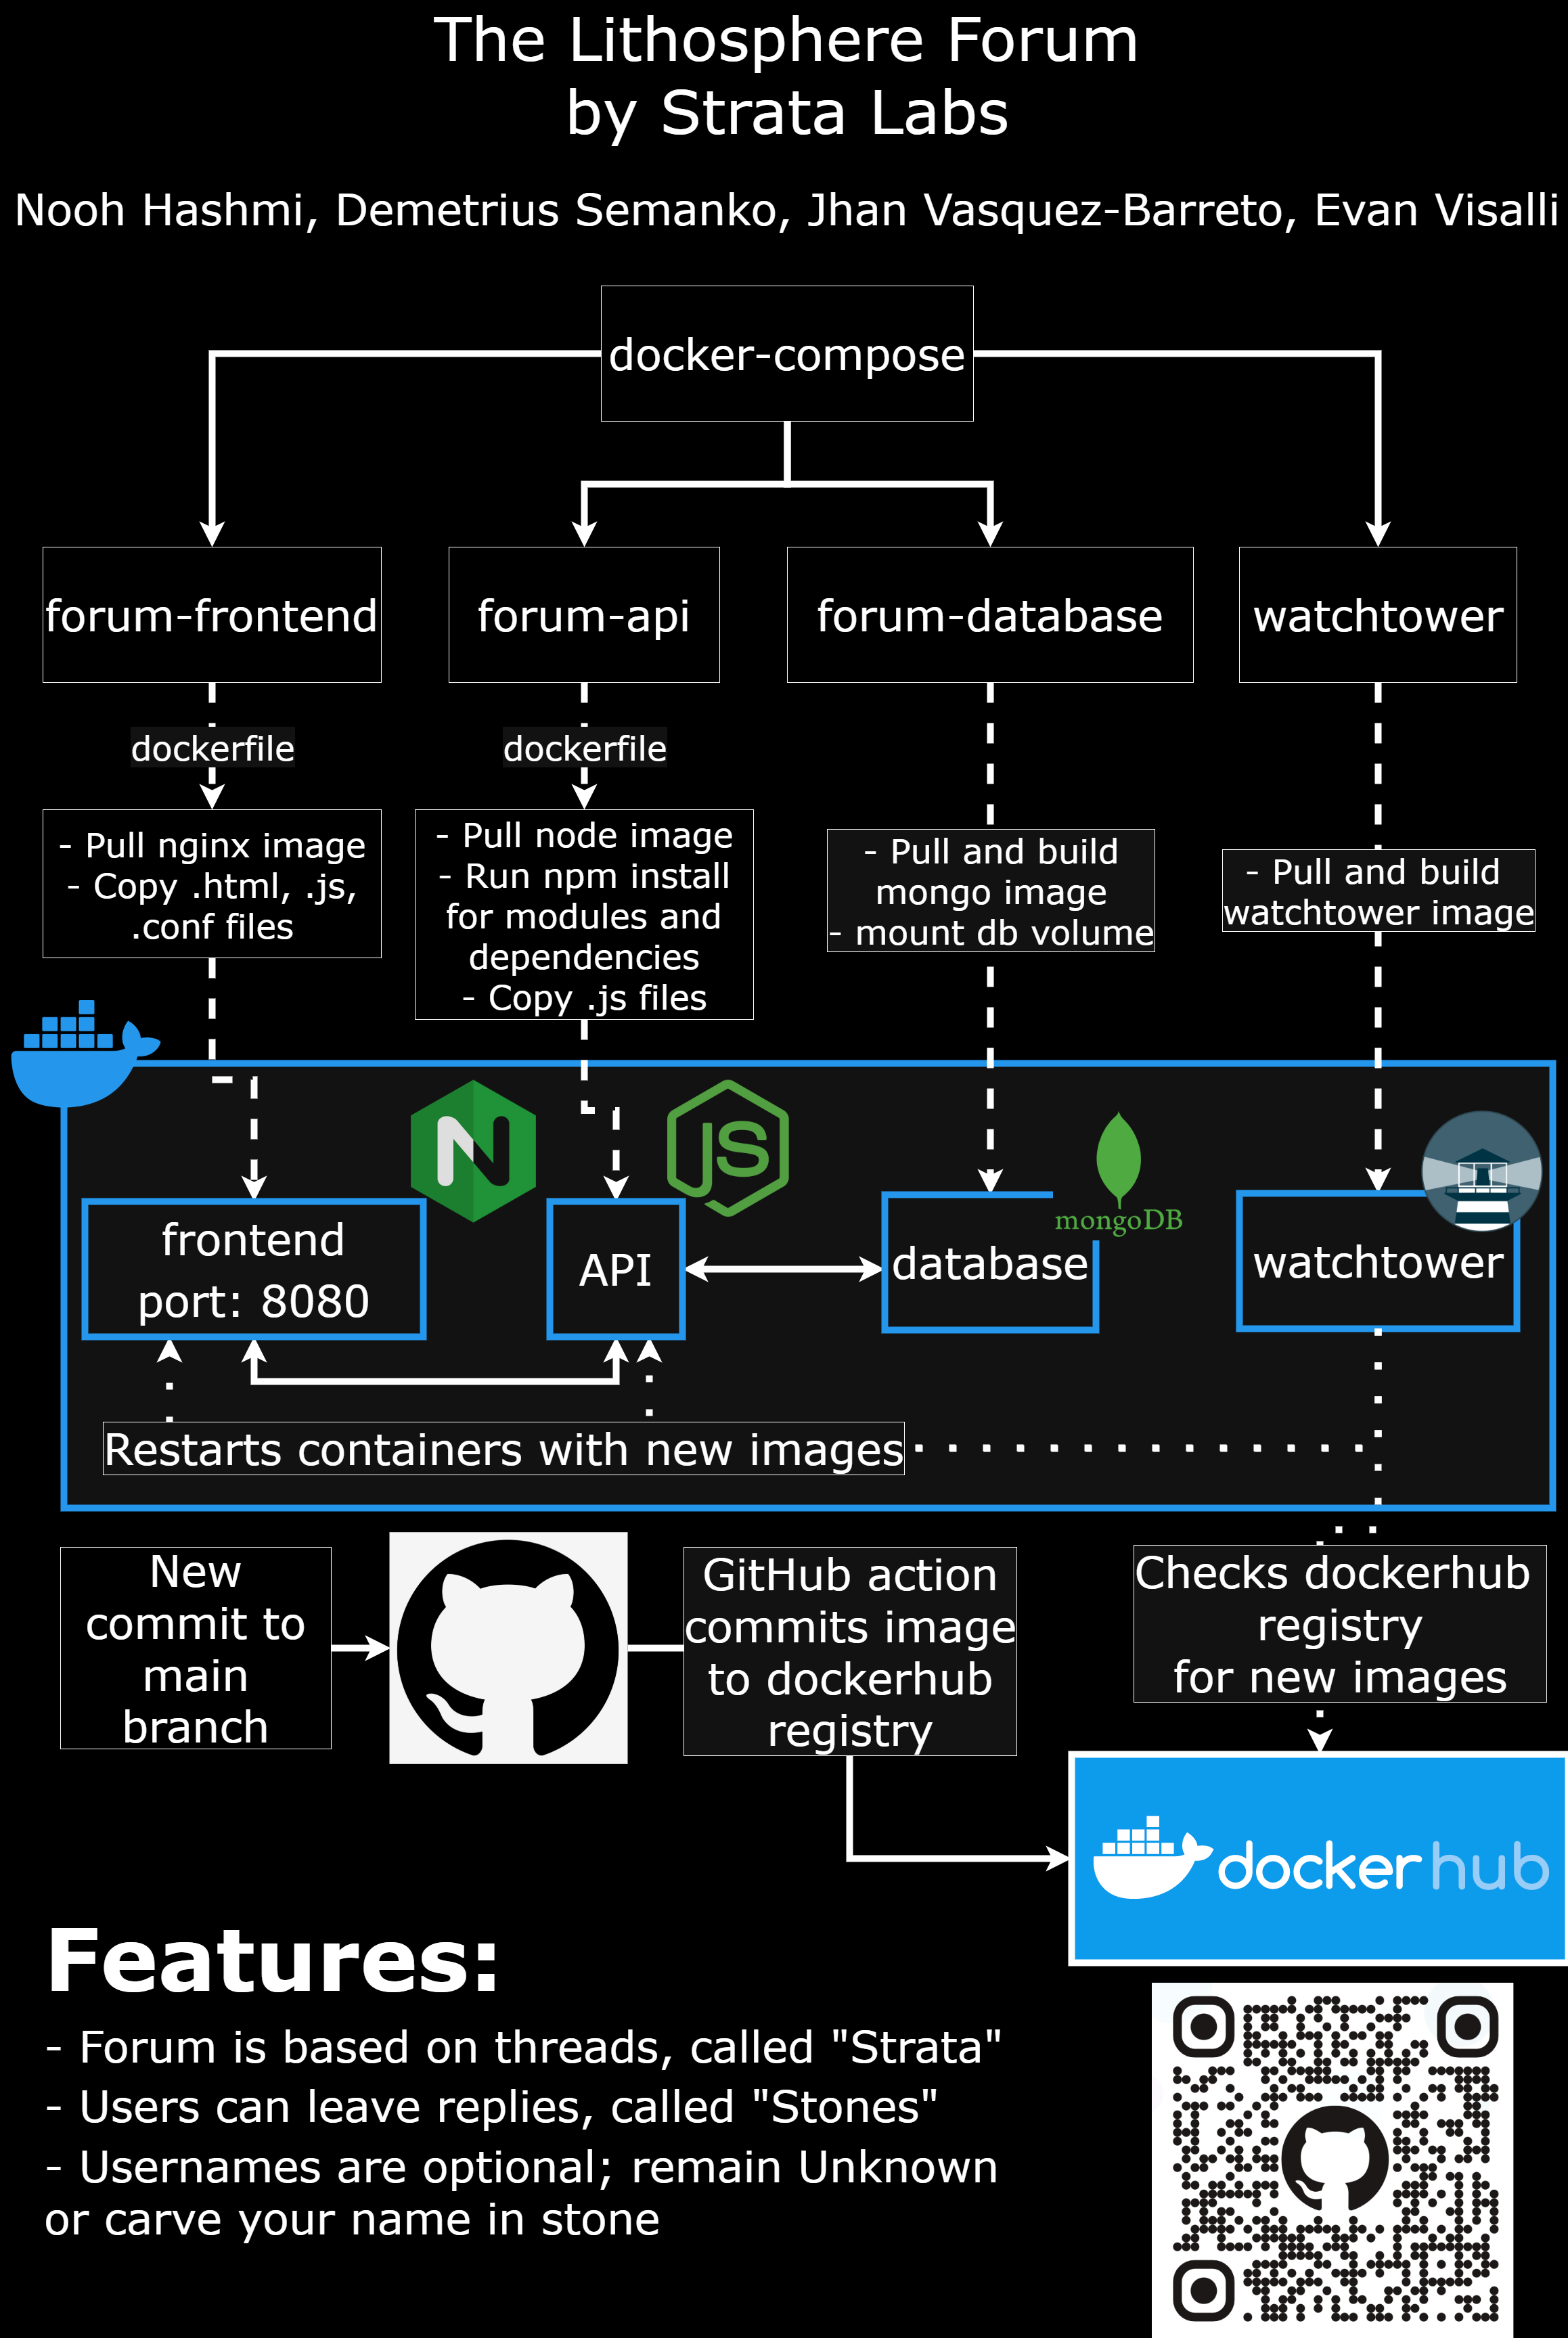 The Lithosphere Forum
by Strata Labs
Nooh Hashmi, Demetrius Semanko, Jhan Vasquez-Barreto, Evan Visalli
docker-compose
forum-frontend
forum-api
forum-database
watchtower
dockerfile
dockerfile
- Pull nginx image
- Copy .html, .js,
.conf files
- Pull node image
- Run npm install
for modules and
dependencies
- Copy .js files
- Pull and build
mongo image
- mount db volume
- Pull and build
watchtower image
N
JS
mongoDB
frontend
port: 8080
API
database
watchtower
Restarts containers with new images
New
commit to
main
branch
GitHub action
commits image
to dockerhub
registry
Checks dockerhub
registry
for new images
docker hub
Features:
- Forum is based on threads, called "Strata"
- Users can leave replies, called "Stones"
- Usernames are optional; remain Unknown
or carve your name in stone